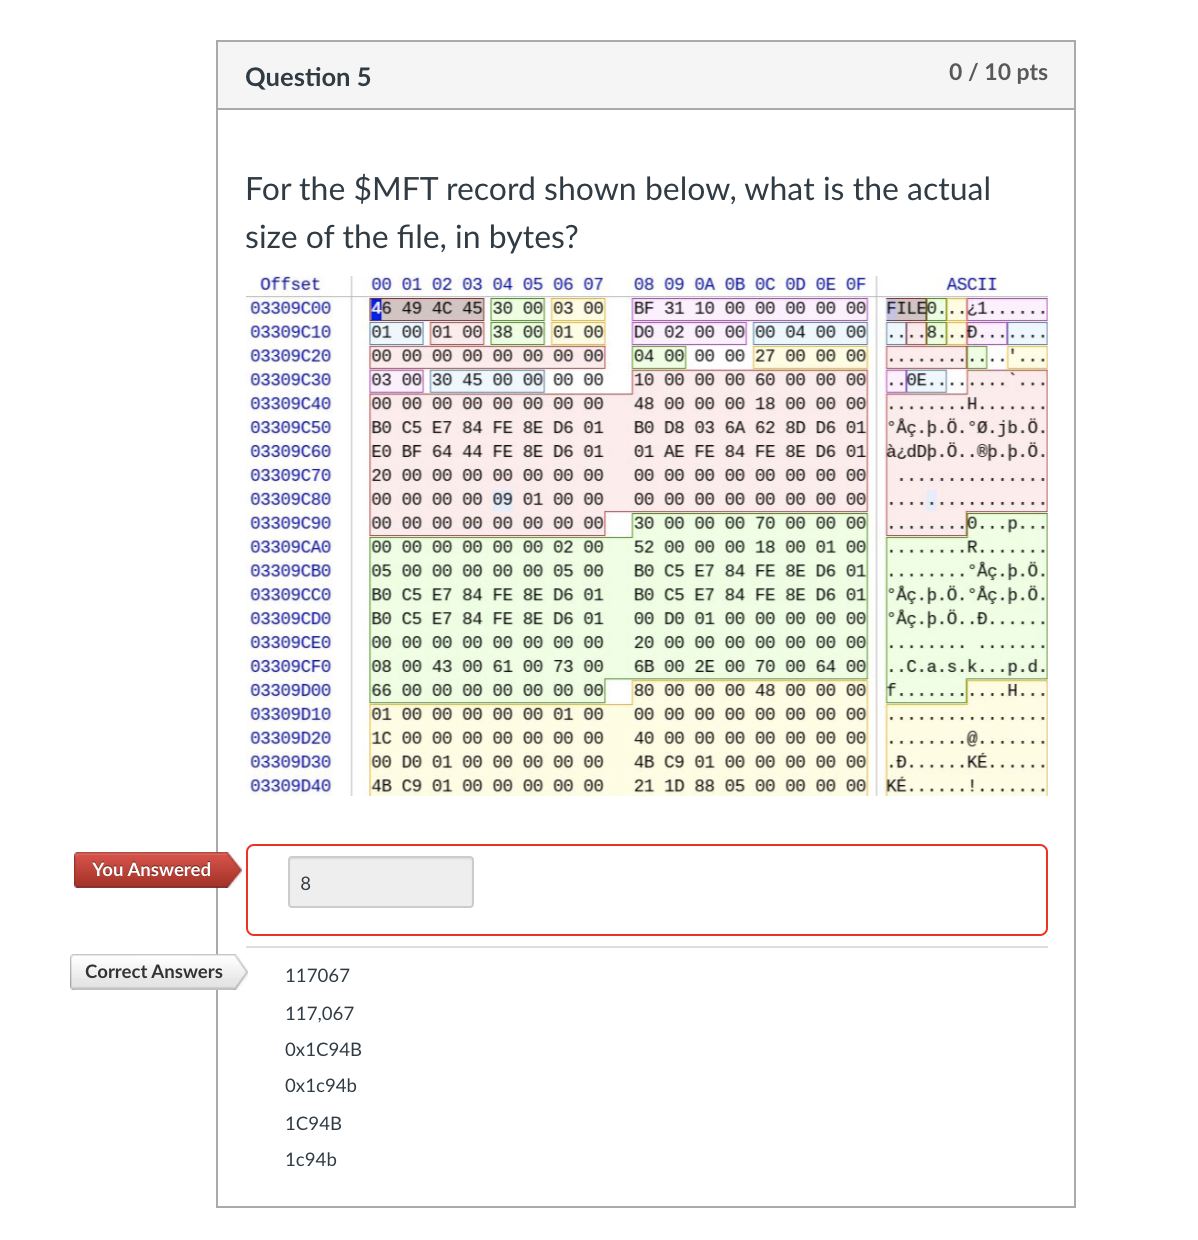 Question 5 0 / 10 pts
For the $MFT record shown below, what is the actual
size of the file, in bytes?
Offset 00 01 02 03 04 05 06 07 08 09 0A 0B 0C 0D 0E 0F ASCII
03309C00 46 49 4C 45 30 00 03 00 BF 31 10 00 00 00 00 00 FILE0...¿1......
03309C10 01 00 01 00 38 00 01 00 D0 02 00 00 00 04 00 00 ....8...Ð.......
03309C20 00 00 00 00 00 00 00 00 04 00 00 00 27 00 00 00 ............'...
03309C30 03 00 30 45 00 00 00 00 10 00 00 00 60 00 00 00 ..0E........`...
03309C40 00 00 00 00 00 00 00 00 48 00 00 00 18 00 00 00 ........H.......
03309C50 B0 C5 E7 84 FE 8E D6 01 B0 D8 03 6A 62 8D D6 01 °Åç.þ.Ö.°Ø.jb.Ö.
03309C60 E0 BF 64 44 FE 8E D6 01 01 AE FE 84 FE 8E D6 01 à¿dDþ.Ö..®þ.þ.Ö.
03309C70 20 00 00 00 00 00 00 00 00 00 00 00 00 00 00 00 ...............
03309C80 00 00 00 00 09 01 00 00 00 00 00 00 00 00 00 00 ................
03309C90 00 00 00 00 00 00 00 00 30 00 00 00 70 00 00 00 ........0...p...
03309CA0 00 00 00 00 00 00 02 00 52 00 00 00 18 00 01 00 ........R.......
03309CB0 05 00 00 00 00 00 05 00 B0 C5 E7 84 FE 8E D6 01 ........°Åç.þ.Ö.
03309CC0 B0 C5 E7 84 FE 8E D6 01 B0 C5 E7 84 FE 8E D6 01 °Åç.þ.Ö.°Åç.þ.Ö.
03309CD0 B0 C5 E7 84 FE 8E D6 01 00 D0 01 00 00 00 00 00 °Åç.þ.Ö..Ð......
03309CE0 00 00 00 00 00 00 00 00 20 00 00 00 00 00 00 00 ........ .......
03309CF0 08 00 43 00 61 00 73 00 6B 00 2E 00 70 00 64 00 ..C.a.s.k...p.d.
03309D00 66 00 00 00 00 00 00 00 80 00 00 00 48 00 00 00 f...........H...
03309D10 01 00 00 00 00 00 01 00 00 00 00 00 00 00 00 00 ................
03309D20 1C 00 00 00 00 00 00 00 40 00 00 00 00 00 00 00 ........@.......
03309D30 00 D0 01 00 00 00 00 00 4B C9 01 00 00 00 00 00 .Ð......KÉ......
03309D40 4B C9 01 00 00 00 00 00 21 1D 88 05 00 00 00 00 KÉ......!.......
You Answered 8
Correct Answers 117067
117,067
0x1C94B
0x1c94b
1C94B
1c94b